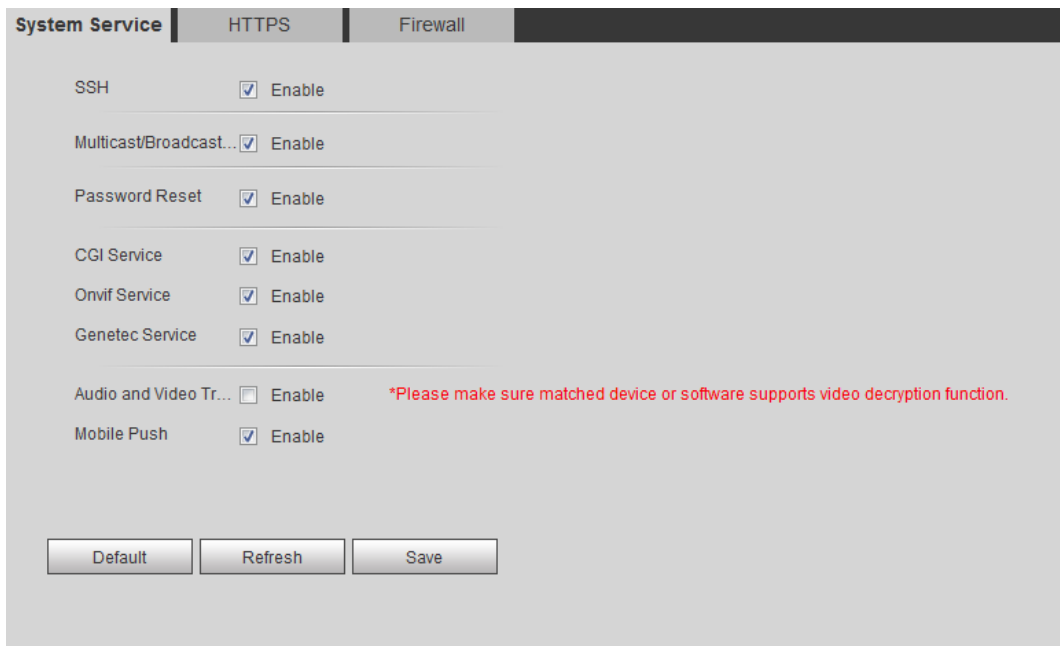 System Service HTTPS Firewall
SSH Enable
Multicast/Broadcast... Enable
Password Reset Enable
CGI Service Enable
Onvif Service Enable
Genetec Service Enable
Audio and Video Tr... Enable *Please make sure matched device or software supports video decryption function.
Mobile Push Enable
Default Refresh Save